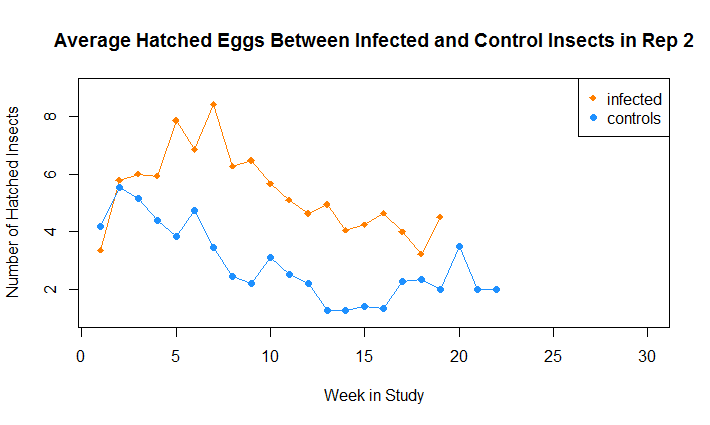 Average Hatched Eggs Between Infected and Control Insects in Rep 2
infected
controls
Number of Hatched Insects
8
6
4
2
0 5 10 15 20 25 30
Week in Study